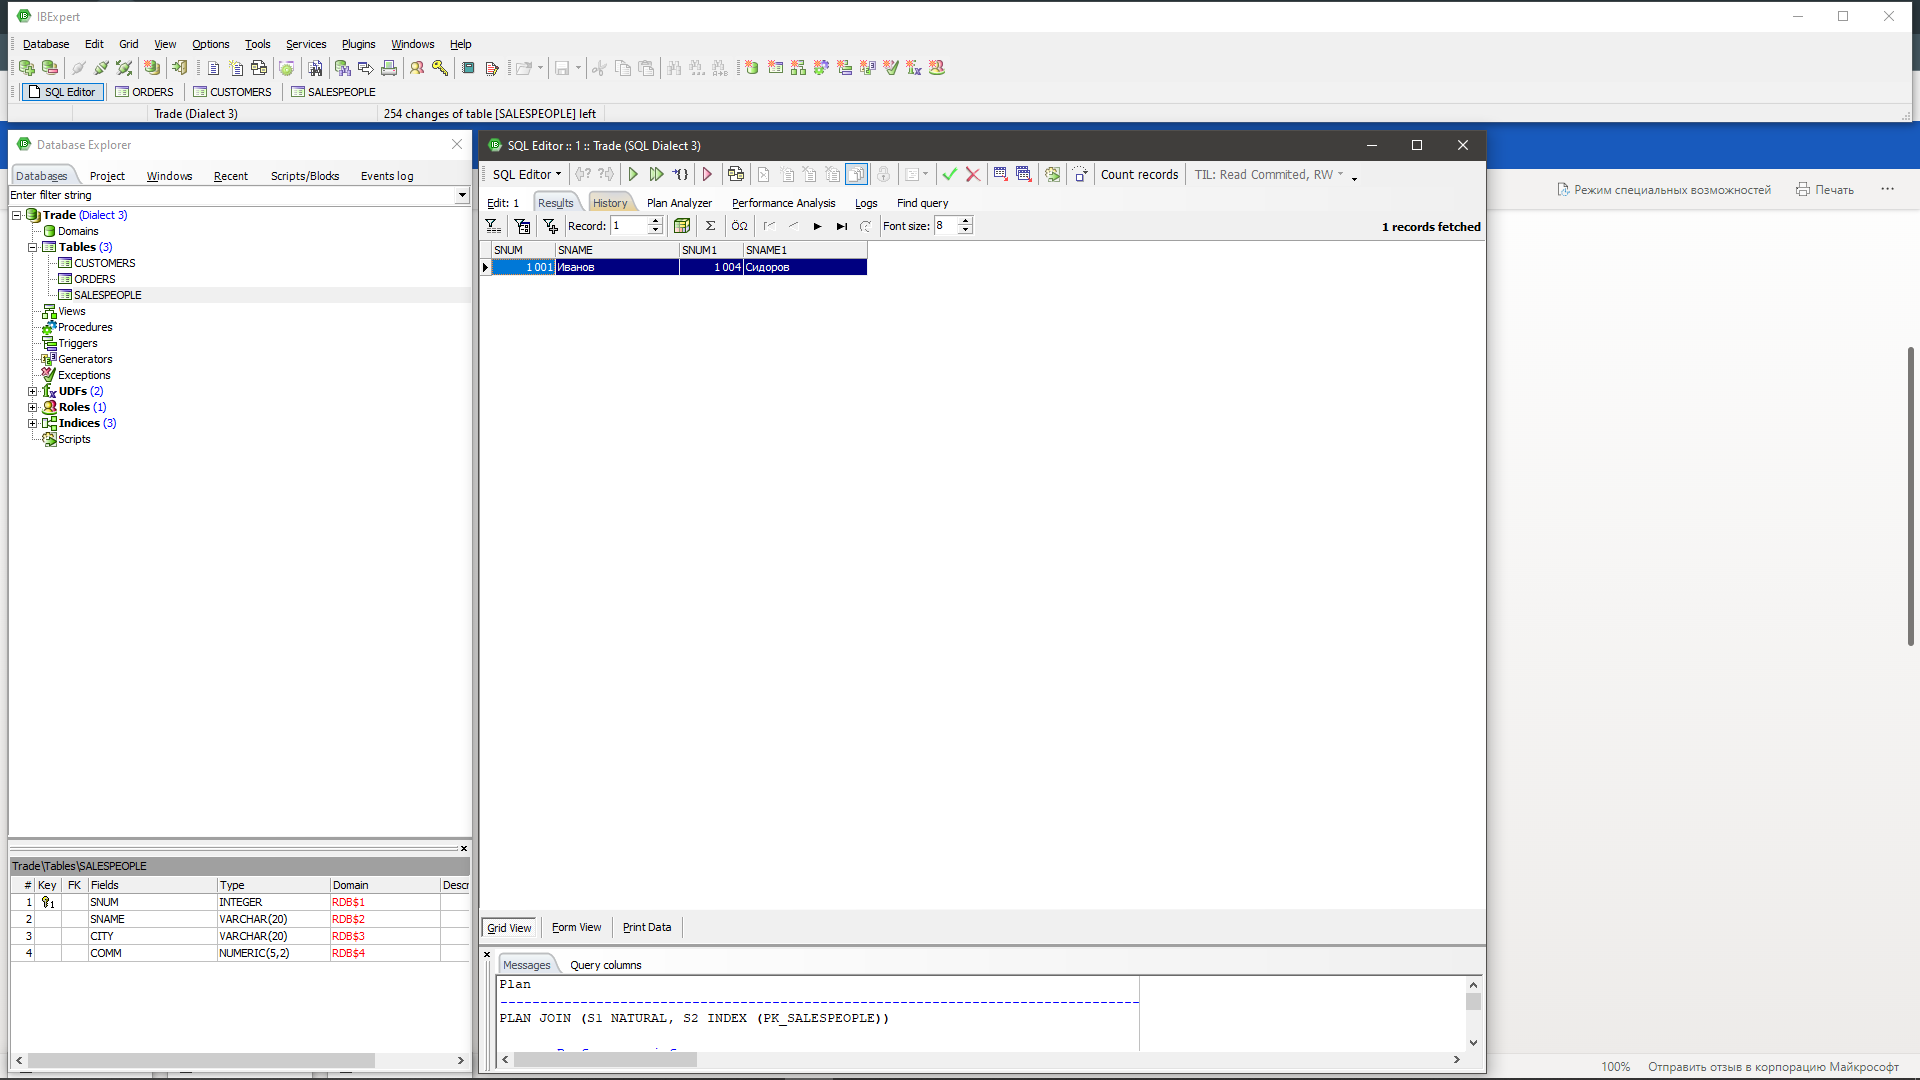 IBExpert
Database Edit Grid View Options Tools Services Plugins Windows Help
SQL Editor ORDERS CUSTOMERS SALESPEOPLE
Trade (Dialect 3) 254 changes of table [SALESPEOPLE] left
Database Explorer
Databases Project Windows Recent Scripts/Blocks Events log
Enter filter string
Trade (Dialect 3)
Domains
Tables (3)
CUSTOMERS
ORDERS
SALESPEOPLE
Views
Procedures
Triggers
Generators
Exceptions
UDFs (2)
Roles (1)
Indices (3)
Scripts
Trade\Tables\SALESPEOPLE
# Key FK Fields Type Domain Descr
1 1 SNUM INTEGER RDB$1
2 SNAME VARCHAR(20) RDB$2
3 CITY VARCHAR(20) RDB$3
4 COMM NUMERIC(5,2) RDB$4
SQL Editor :: 1 :: Trade (SQL Dialect 3)
SQL Editor Count records TIL: Read Commited, RW
Edit: 1 Results History Plan Analyzer Performance Analysis Logs Find query
Record: 1 Font size: 8 1 records fetched
SNUM SNAME SNUM1 SNAME1
1 001 Иванов 1 004 Сидоров
Grid View Form View Print Data
Messages Query columns
Plan
--------------------------------------------------------------------------------
PLAN JOIN (S1 NATURAL, S2 INDEX (PK_SALESPEOPLE))
Режим специальных возможностей Печать ...
100% Отправить отзыв в корпорацию Майкрософт